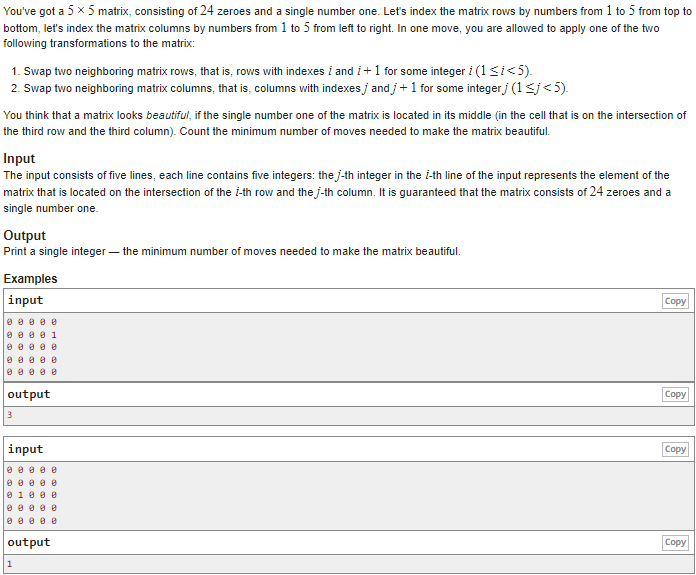 You've got a 5 × 5 matrix, consisting of 24 zeroes and a single number one. Let's index the matrix rows by numbers from 1 to 5 from top to
bottom, let's index the matrix columns by numbers from 1 to 5 from left to right. In one move, you are allowed to apply one of the two
following transformations to the matrix:
1. Swap two neighboring matrix rows, that is, rows with indexes i and i + 1 for some integer i (1 ≤ i < 5).
2. Swap two neighboring matrix columns, that is, columns with indexes j and j + 1 for some integer j (1 ≤ j < 5).
You think that a matrix looks beautiful, if the single number one of the matrix is located in its middle (in the cell that is on the intersection of
the third row and the third column). Count the minimum number of moves needed to make the matrix beautiful.
Input
The input consists of five lines, each line contains five integers: the j-th integer in the i-th line of the input represents the element of the
matrix that is located on the intersection of the i-th row and the j-th column. It is guaranteed that the matrix consists of 24 zeroes and a
single number one.
Output
Print a single integer — the minimum number of moves needed to make the matrix beautiful.
Examples
input Copy
0 0 0 0 0
0 0 0 0 1
0 0 0 0 0
0 0 0 0 0
0 0 0 0 0
output Copy
3
input Copy
0 0 0 0 0
0 0 0 0 0
0 1 0 0 0
0 0 0 0 0
0 0 0 0 0
output Copy
1